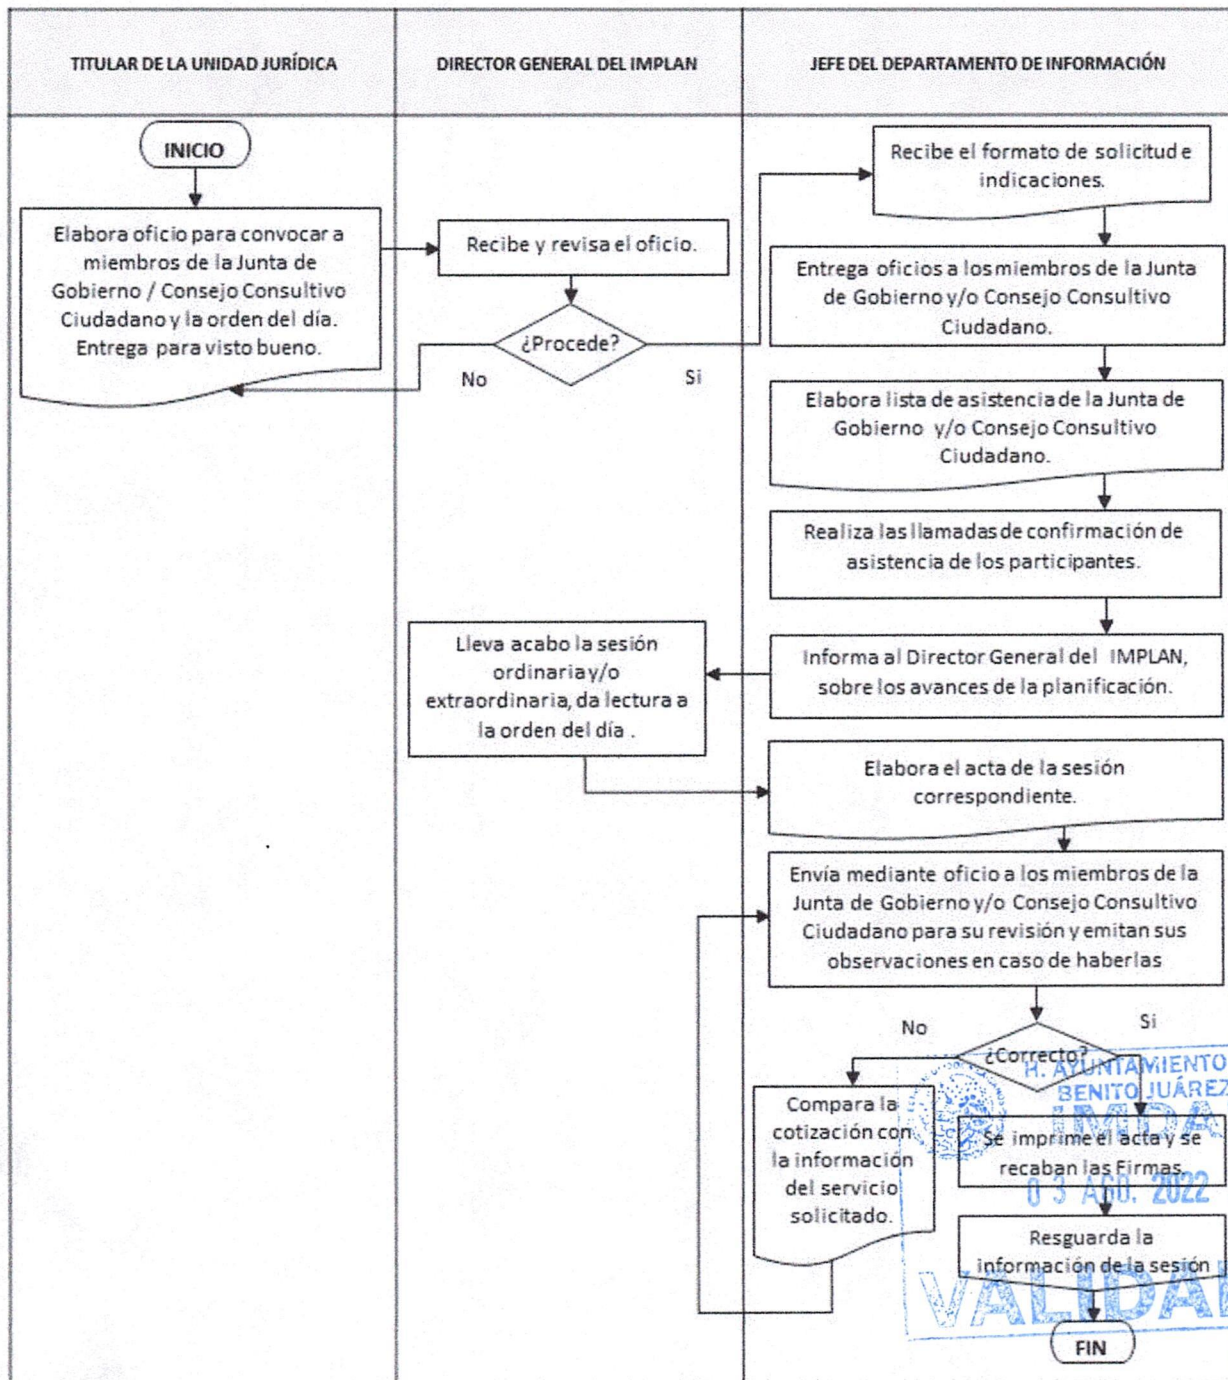 TITULAR DE LA UNIDAD JURÍDICA
DIRECTOR GENERAL DEL IMPLAN
JEFE DEL DEPARTAMENTO DE INFORMACIÓN
INICIO
Elabora oficio para convocar a
miembros de la Junta de
Gobierno / Consejo Consultivo
Ciudadano y la orden del día.
Entrega para visto bueno.
Recibe y revisa el oficio.
¿Procede?
No
Si
Recibe el formato de solicitud e
indicaciones.
Entrega oficios a los miembros de la Junta
de Gobierno y/o Consejo Consultivo
Ciudadano.
Elabora lista de asistencia de la Junta de
Gobierno y/o Consejo Consultivo
Ciudadano.
Realiza las llamadas de confirmación de
asistencia de los participantes.
Informa al Director General del IMPLAN,
sobre los avances de la planificación.
Lleva acabo la sesión
ordinaria y/o
extraordinaria, da lectura a
la orden del día .
Elabora el acta de la sesión
correspondiente.
Envía mediante oficio a los miembros de la
Junta de Gobierno y/o Consejo Consultivo
Ciudadano para su revisión y emitan sus
observaciones en caso de haberlas
¿Correcto?
No
Si
Compara la
cotización con
la información
del servicio
solicitado.
Se imprime el acta y se
recaban las Firmas.
Resguarda la
información de la sesión
FIN
H. AYUNTAMIENTO
BENITO JUÁREZ
IMDA
03 AGO. 2022
VALIDA